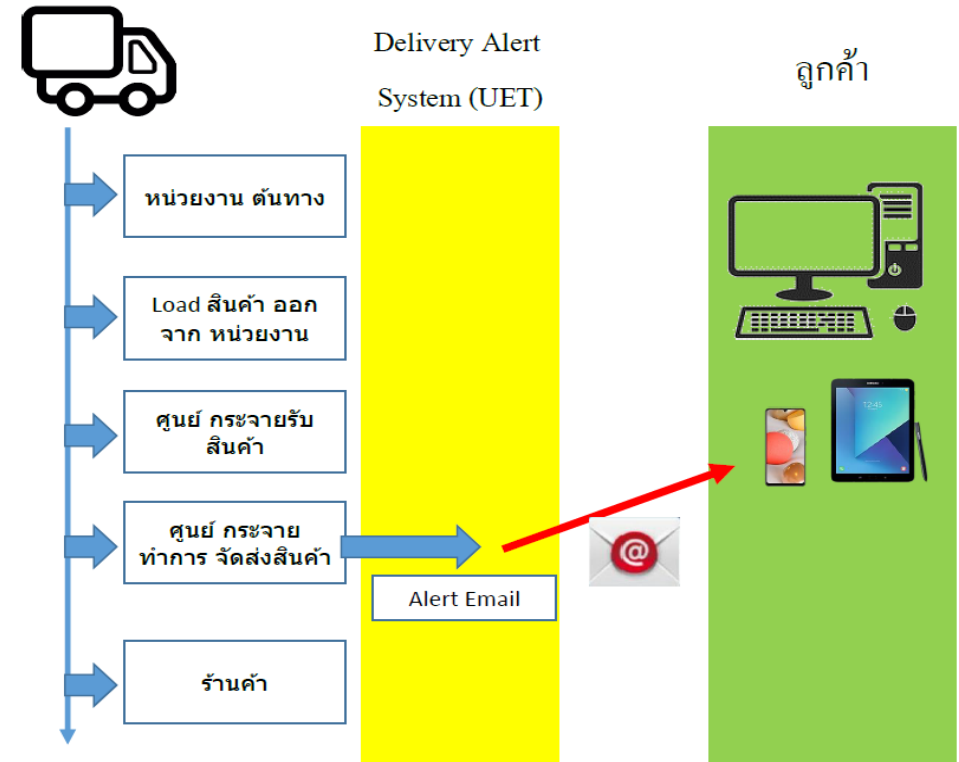 Delivery Alert
System (UET)
ลูกค้า
หน่วยงาน ต้นทาง
Load สินค้า ออก
จาก หน่วยงาน
ศูนย์ กระจายรับ
สินค้า
ศูนย์ กระจาย
ทำการ จัดส่งสินค้า
Alert Email
ร้านค้า
12:45
SAMSUNG
@